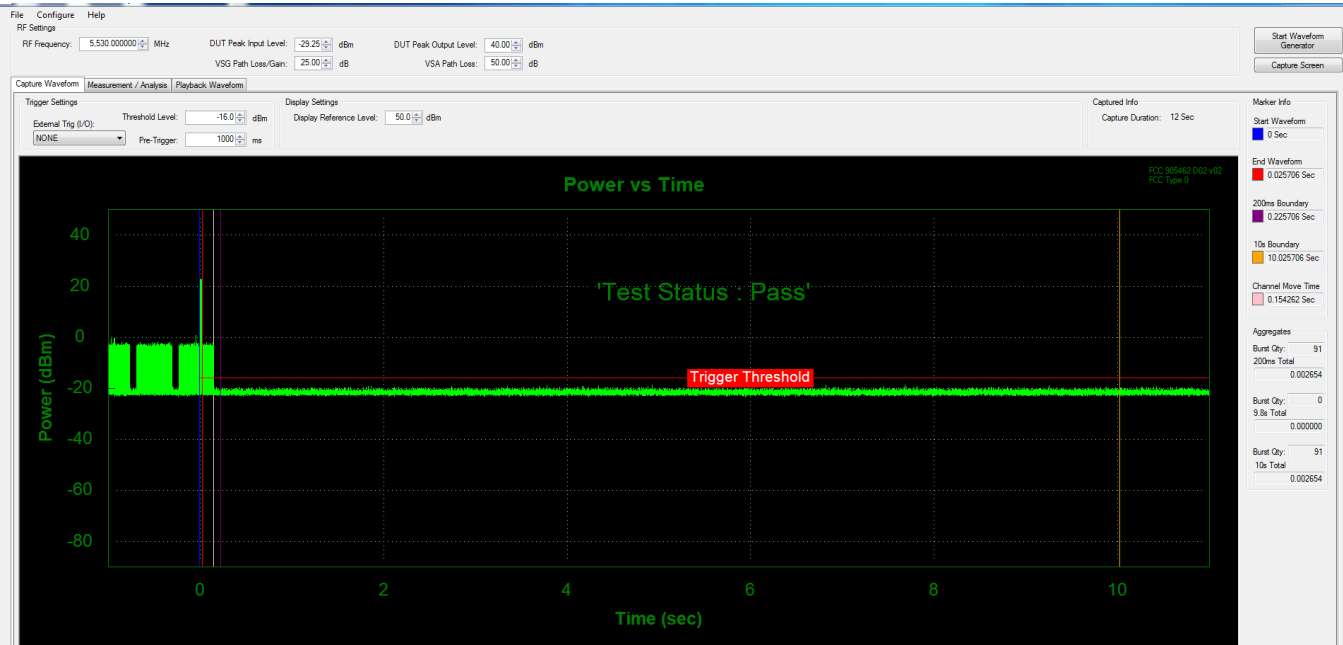 File Configure Help
RF Settings
RF Frequency: 5,530.000000 MHz DUT Peak Input Level: -29.25 dBm DUT Peak Output Level: 40.00 dBm
VSG Path Loss/Gain: 25.00 dB VSA Path Loss: 50.00 dB
Start Waveform
Generator
Capture Screen
Capture Waveform Measurement / Analysis Playback Waveform
Trigger Settings
External Trig (I/O):
NONE
Threshold Level: -16.0 dBm
Pre-Trigger: 1000 ms
Display Settings
Display Reference Level: 50.0 dBm
Captured Info
Capture Duration: 12 Sec
Power vs Time
FCC 905462 D02 v02
FCC Type 0
'Test Status : Pass'
Trigger Threshold
Power (dBm)
40
20
0
-20
-40
-60
-80
0 2 4 6 8 10
Time (sec)
Marker Info
Start Waveform
0 Sec
End Waveform
0.025706 Sec
200ms Boundary
0.225706 Sec
10s Boundary
10.025706 Sec
Channel Move Time
0.154262 Sec
Aggregates
Burst Qty: 91
200ms Total
0.002654
Burst Qty: 0
9.8s Total
0.000000
Burst Qty: 91
10s Total
0.002654